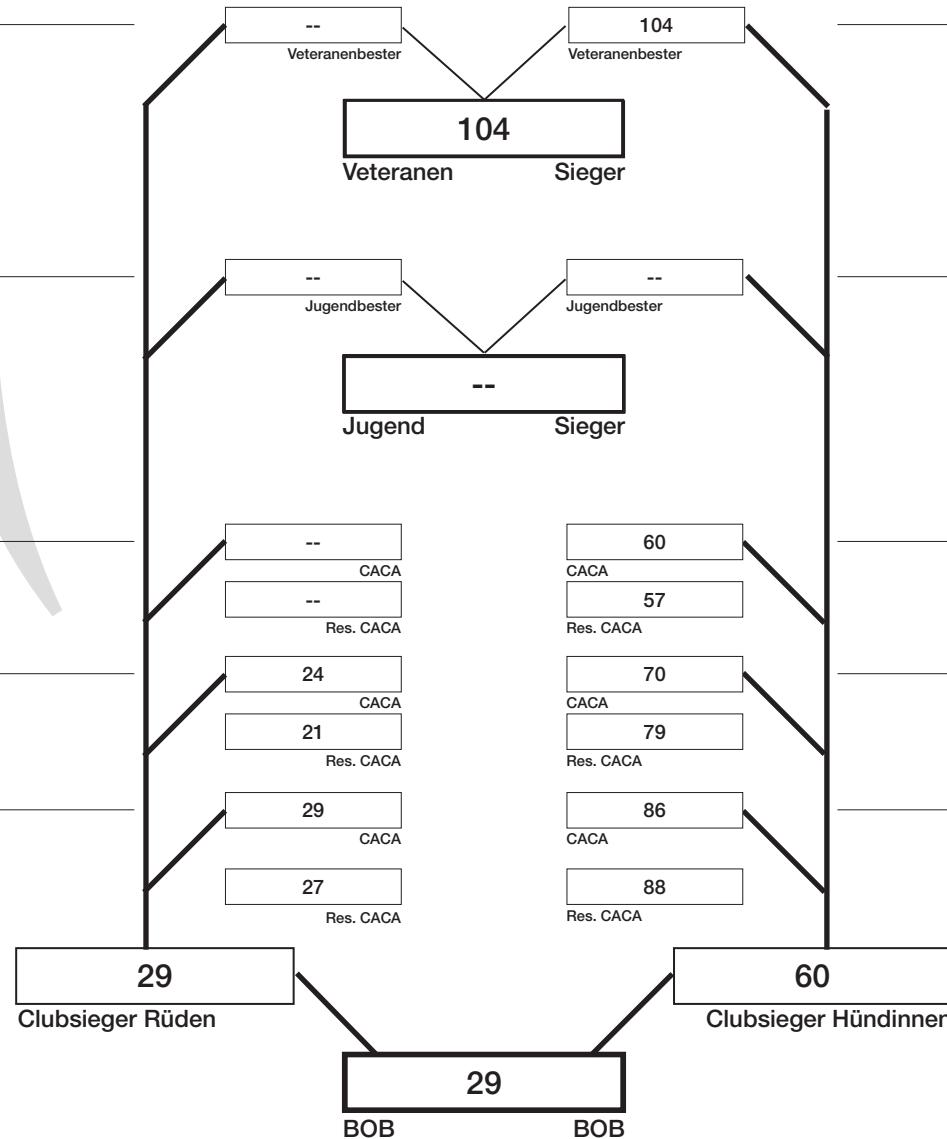 -- 104
Veteranenbester Veteranenbester
104
Veteranen Sieger
-- --
Jugendbester Jugendbester
--
Jugend Sieger
-- 60
CACA CACA
-- 57
Res. CACA Res. CACA
24 70
CACA CACA
21 79
Res. CACA Res. CACA
29 86
CACA CACA
27 88
Res. CACA Res. CACA
29 60
Clubsieger Rüden Clubsieger Hündinnen
29
BOB BOB